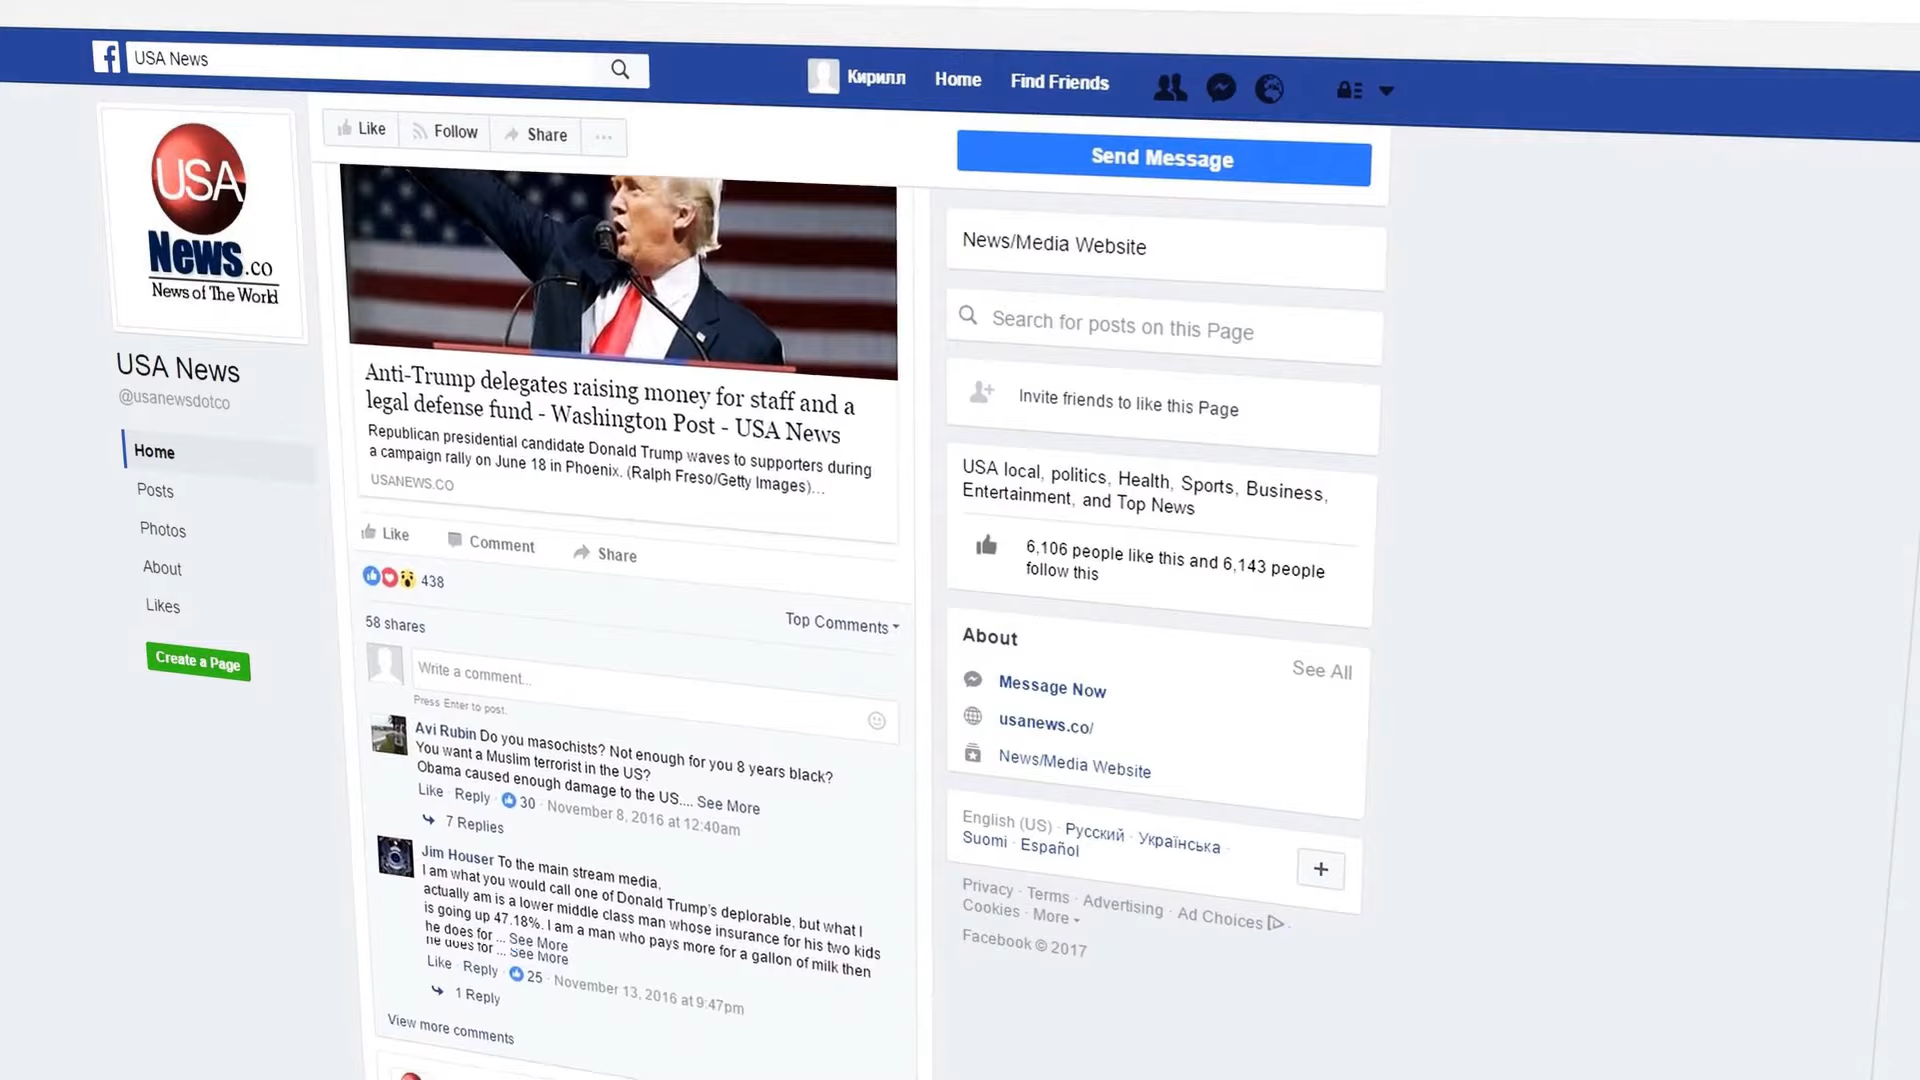 USA News
Кирилл
Home
Find Friends
USA
News.co
News of The World
USA News
@usanewsdotco
Home
Posts
Photos
About
Likes
Create a Page
Like
Follow
Share
Anti-Trump delegates raising money for staff and a
legal defense fund - Washington Post - USA News
Republican presidential candidate Donald Trump waves to supporters during
a campaign rally on June 18 in Phoenix. (Ralph Freso/Getty Images)...
USANEWS.CO
Like Comment Share
438
58 shares
Top Comments
Write a comment...
Press Enter to post.
Avi Rubin Do you masochists? Not enough for you 8 years black?
You want a Muslim terrorist in the US?
Obama caused enough damage to the US.... See More
Like · Reply · 30 · November 8, 2016 at 12:40am
7 Replies
Jim Houser To the main stream media,
I am what you would call one of Donald Trump's deplorable, but what I
actually am is a lower middle class man whose insurance for his two kids
is going up 47.18%. I am a man who pays more for a gallon of milk then
he does for ... See More
he does for ... See More
Like · Reply · 25 · November 13, 2016 at 9:47pm
1 Reply
View more comments
Send Message
News/Media Website
Search for posts on this Page
Invite friends to like this Page
USA local, politics, Health, Sports, Business,
Entertainment, and Top News
6,106 people like this and 6,143 people
follow this
About
See All
Message Now
usanews.co/
News/Media Website
English (US) · Русский · Українська ·
Suomi · Español
Privacy · Terms · Advertising · Ad Choices ·
Cookies · More
Facebook © 2017